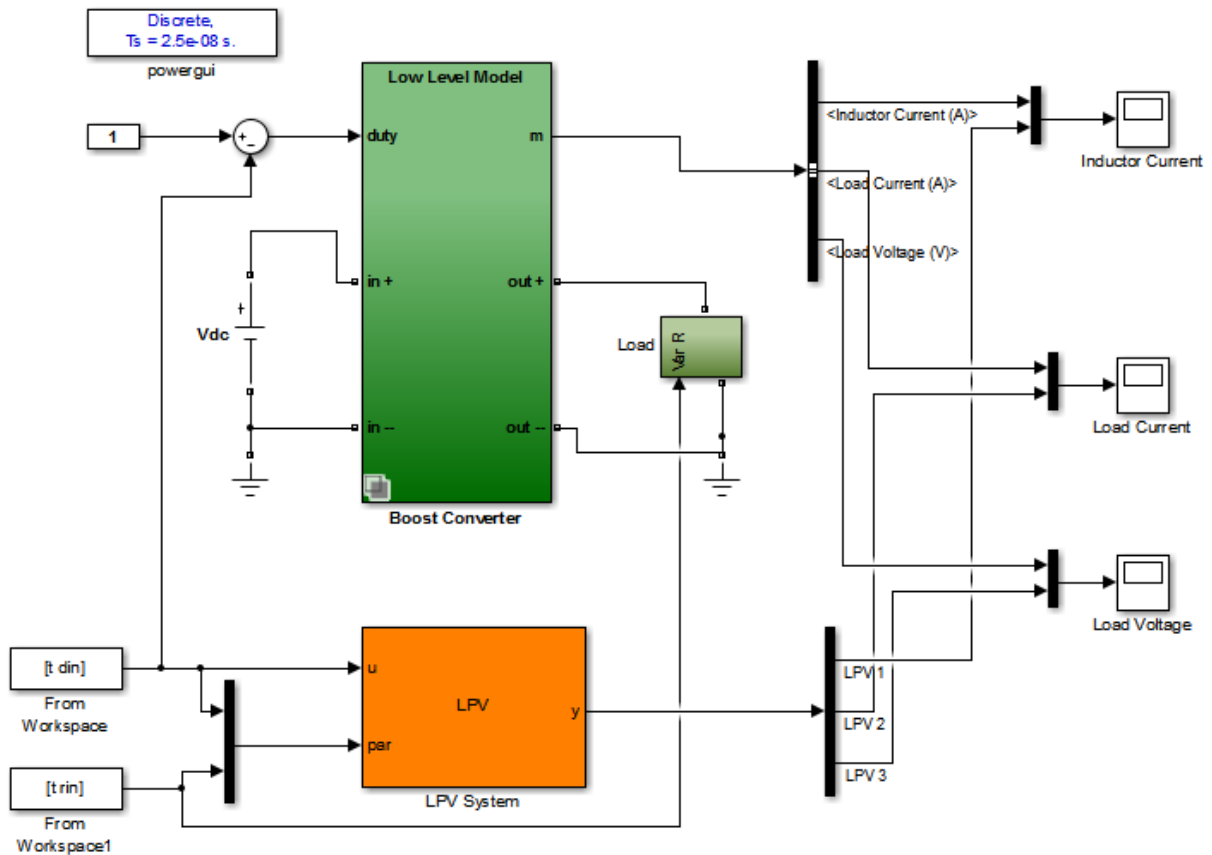 Discrete,
Ts = 2.5e-08 s.
powergui
Low Level Model
1
+
−
duty
m
<Inductor Current (A)>
Inductor Current
<Load Current (A)>
<Load Voltage (V)>
in +
out +
+
Vdc
Load
Var R
in --
out --
Load Current
Boost Converter
Load Voltage
[t din]
From
Workspace
u
LPV
y
par
LPV System
LPV 1
LPV 2
LPV 3
[t rin]
From
Workspace1